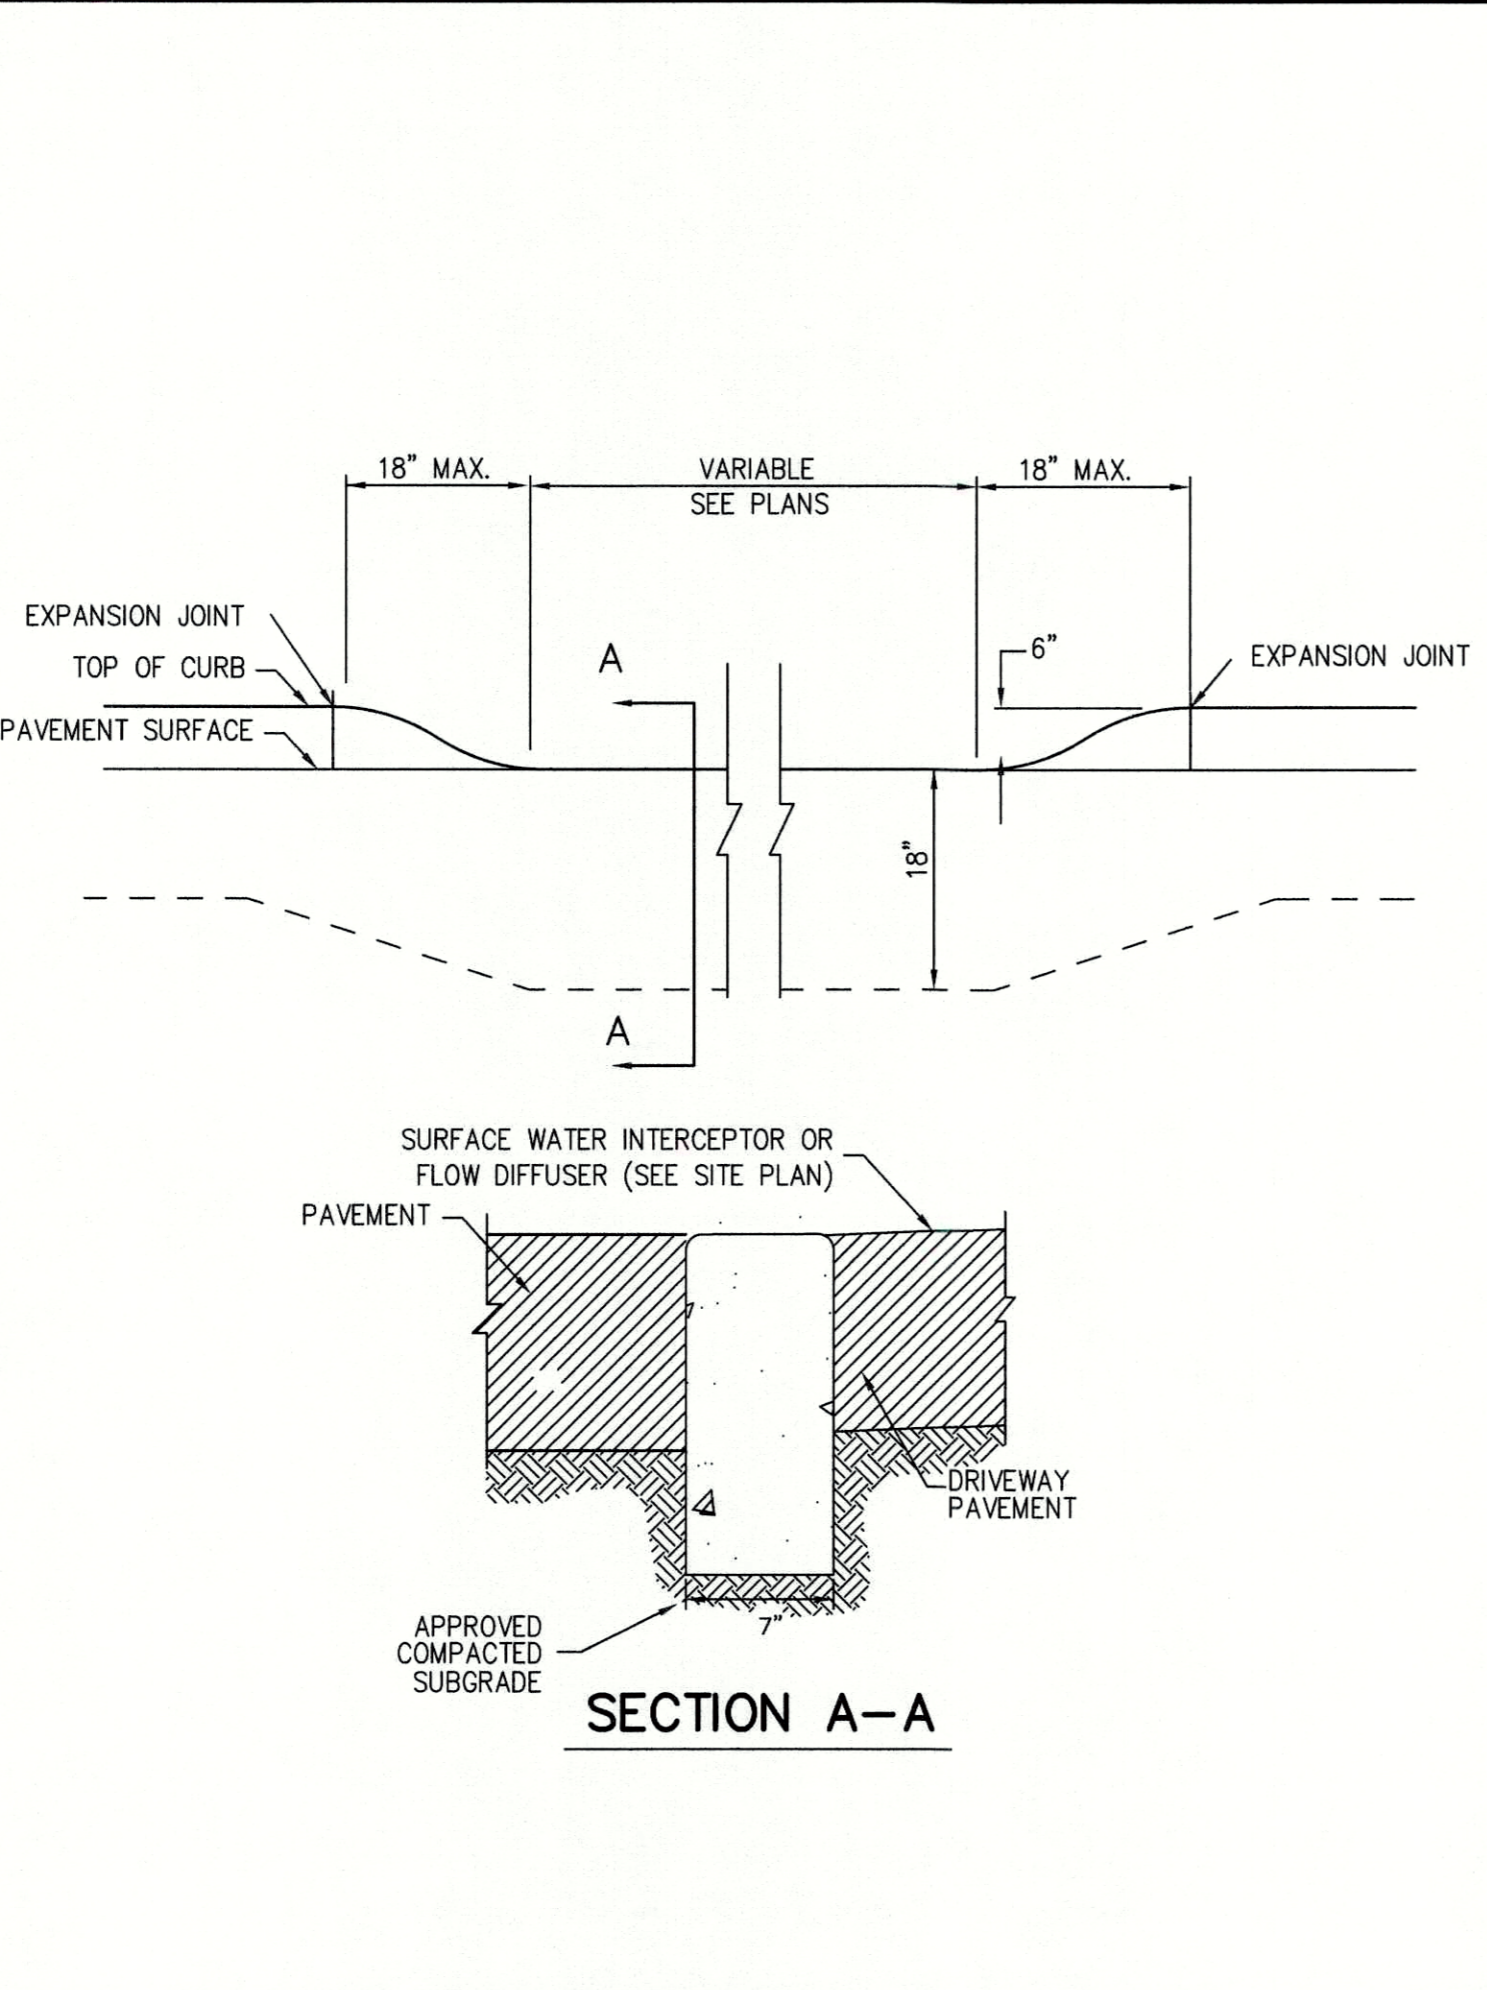 18" MAX.
VARIABLE
SEE PLANS
18" MAX.
EXPANSION JOINT
TOP OF CURB
PAVEMENT SURFACE
A
6"
EXPANSION JOINT
18"
A
SURFACE WATER INTERCEPTOR OR
FLOW DIFFUSER (SEE SITE PLAN)
PAVEMENT
DRIVEWAY
PAVEMENT
7"
APPROVED
COMPACTED
SUBGRADE
SECTION A-A